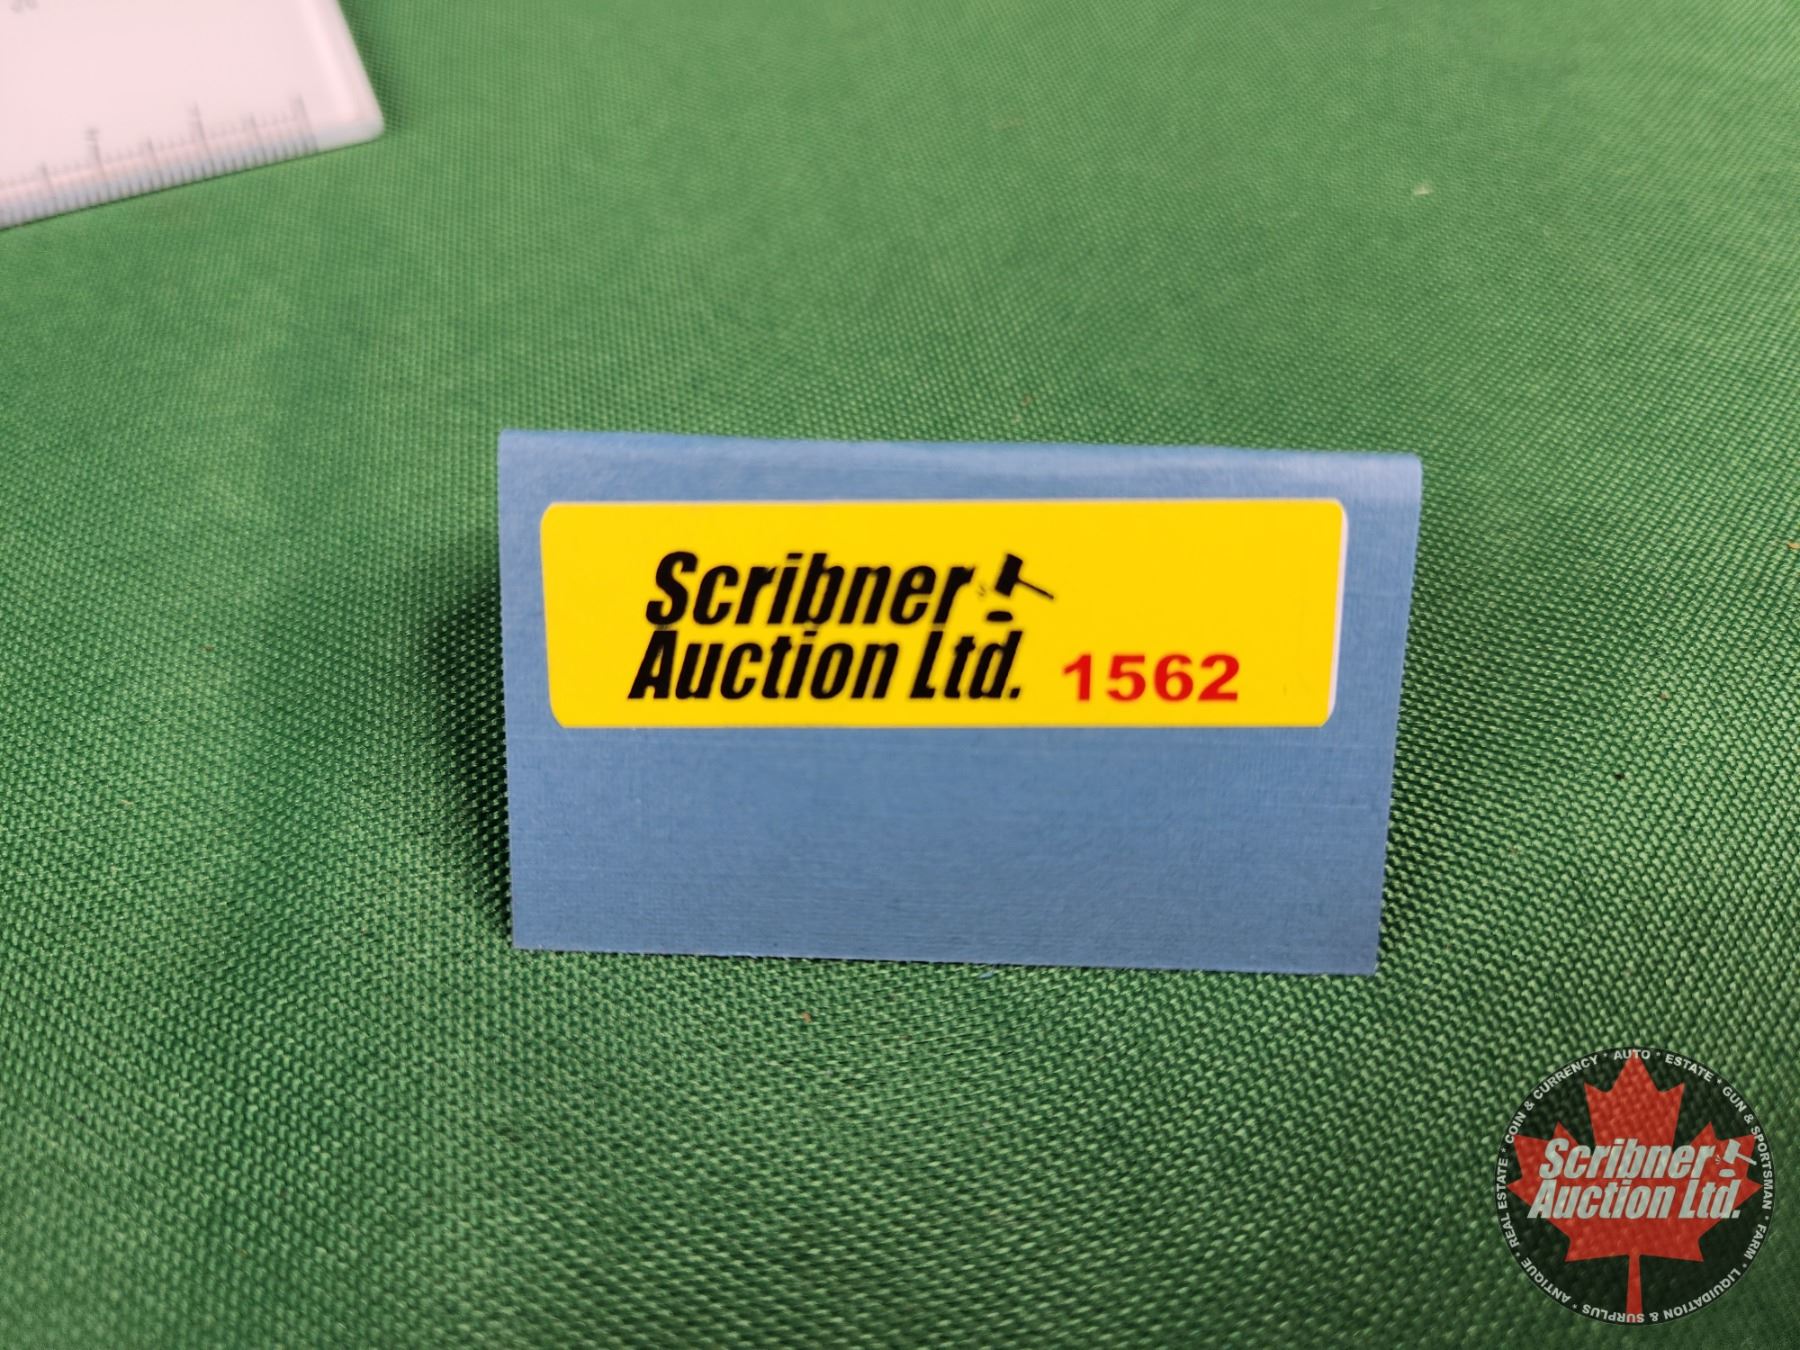 Scribner
Auction Ltd. 1562
COIN & CURRENCY * AUTO * ESTATE * GUN & SPORTSMAN * FARM * LIQUIDATION & SURPLUS * ANTIQUE * REAL ESTATE *
Scribner
Auction Ltd.